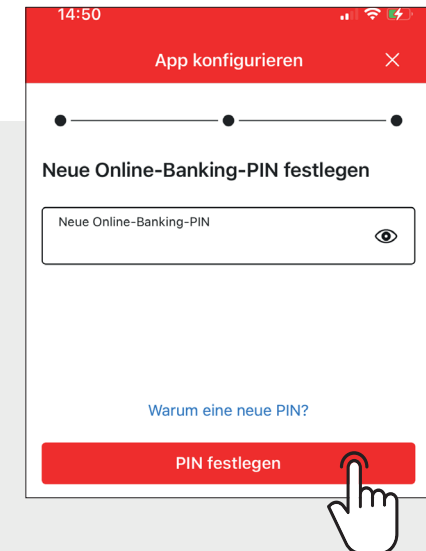 14:50
App konfigurieren
Neue Online-Banking-PIN festlegen
Neue Online-Banking-PIN
Warum eine neue PIN?
PIN festlegen